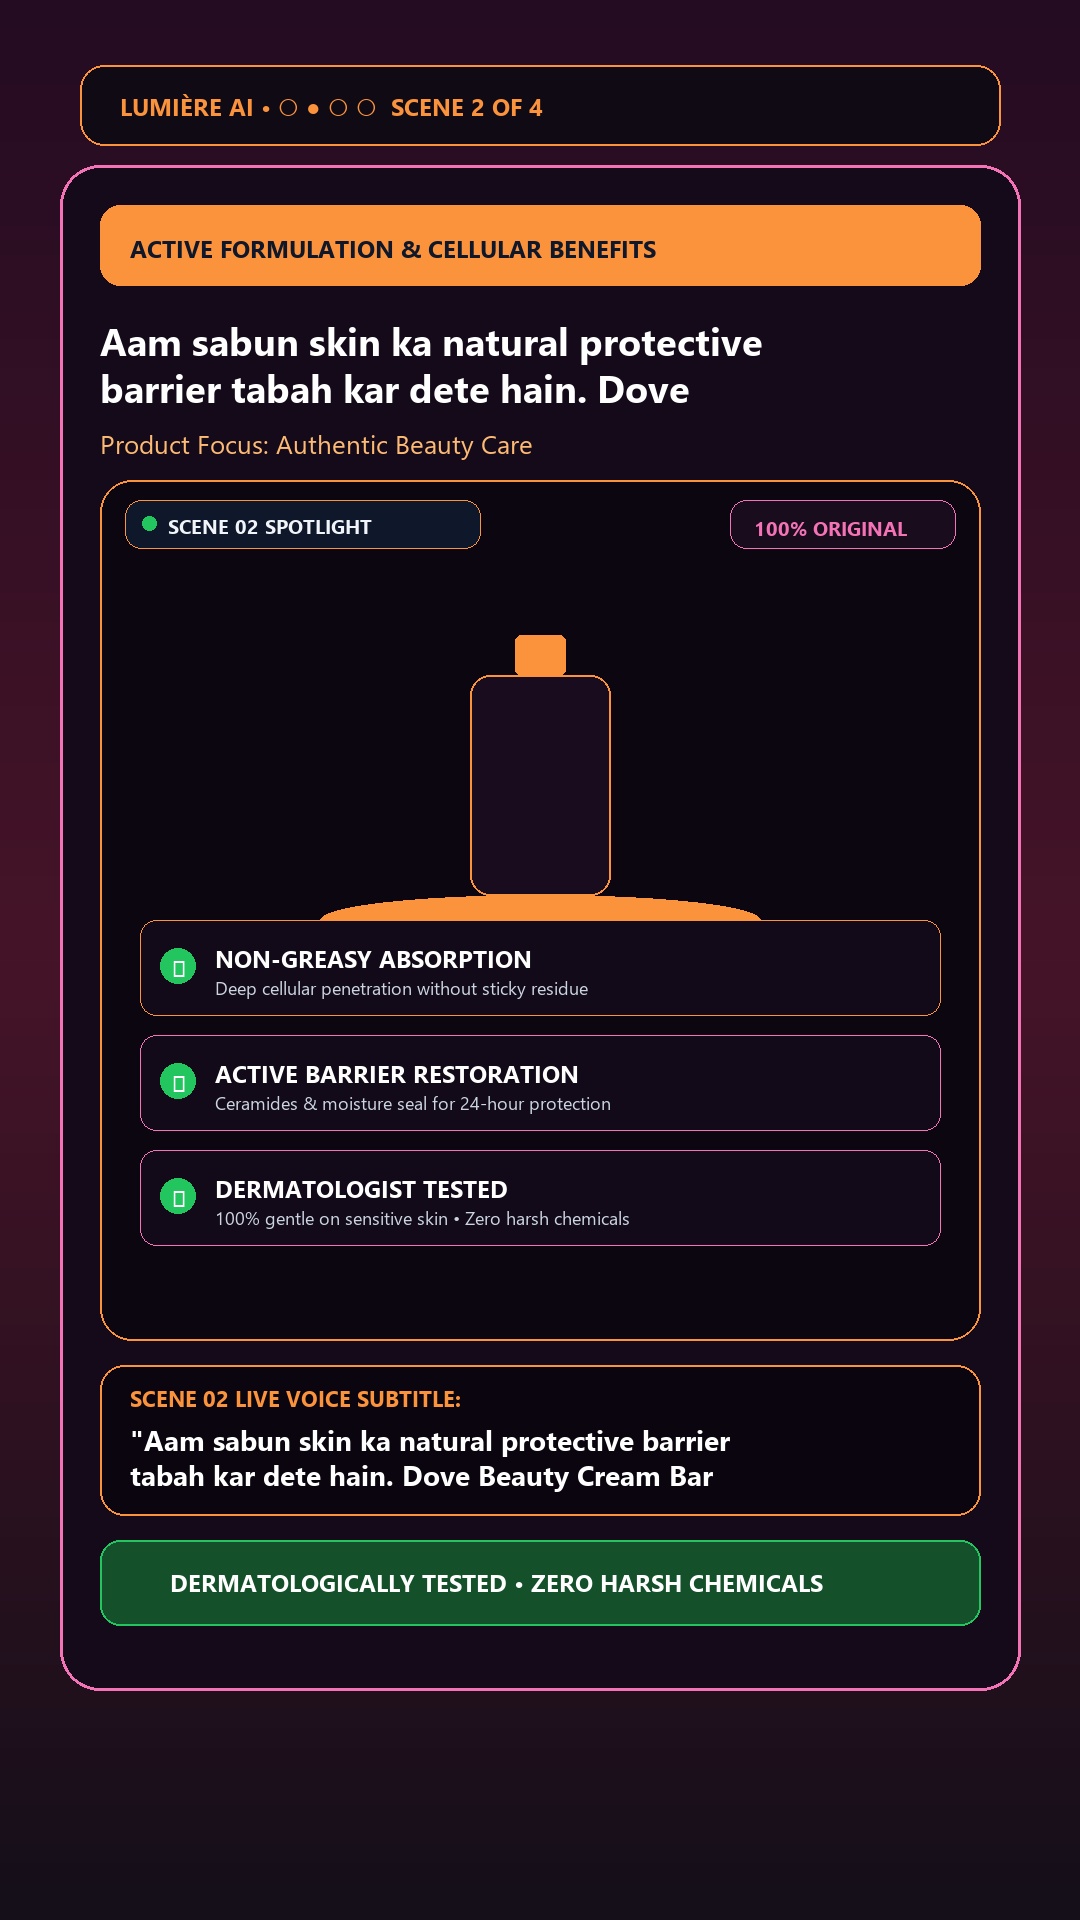 LUMIÈRE AI • ○ ● ○ ○ SCENE 2 OF 4
ACTIVE FORMULATION & CELLULAR BENEFITS
Aam sabun skin ka natural protective
barrier tabah kar dete hain. Dove
Product Focus: Authentic Beauty Care
SCENE 02 SPOTLIGHT
100% ORIGINAL
NON-GREASY ABSORPTION
Deep cellular penetration without sticky residue
ACTIVE BARRIER RESTORATION
Ceramides & moisture seal for 24-hour protection
DERMATOLOGIST TESTED
100% gentle on sensitive skin • Zero harsh chemicals
SCENE 02 LIVE VOICE SUBTITLE:
"Aam sabun skin ka natural protective barrier
tabah kar dete hain. Dove Beauty Cream Bar
DERMATOLOGICALLY TESTED • ZERO HARSH CHEMICALS